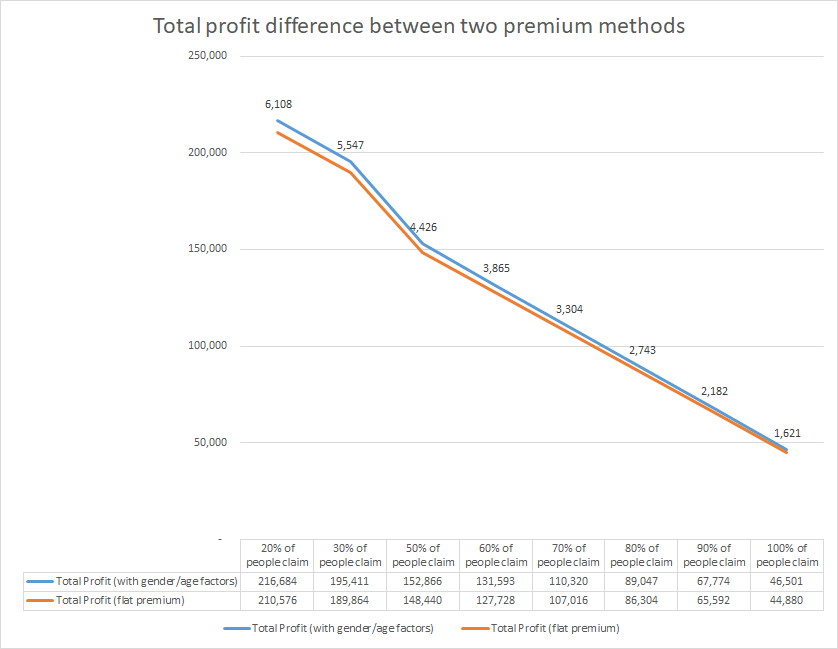 Total profit difference between two premium methods
250,000
200,000
150,000
100,000
50,000
-
6,108
5,547
4,426
3,865
3,304
2,743
2,182
1,621
20% of people claim 30% of people claim 50% of people claim 60% of people claim 70% of people claim 80% of people claim 90% of people claim 100% of people claim
Total Profit (with gender/age factors) 216,684 195,411 152,866 131,593 110,320 89,047 67,774 46,501
Total Profit (flat premium) 210,576 189,864 148,440 127,728 107,016 86,304 65,592 44,880
Total Profit (with gender/age factors) Total Profit (flat premium)